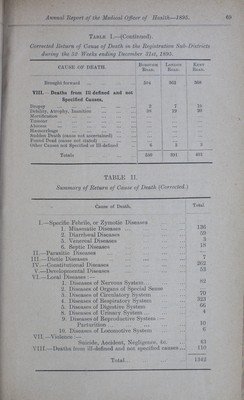 Annual Report of the Medical Officer of Health—1895. 69
TABLE I.—(Continued).
Corrected Return of Cause of Death in the Registration Sub-Districts
during the 52 Weeks ending December 31st, 1895.
CAUSE OF DEATH.
Brought forward
VIII.—Deaths from Ill-defined and not
Specified Causes.
Dropsy
Debility, Atrophy, Inanition
Mortification
Tumour
Abscess
Hæmorrhage
Sudden Death (cause not ascertained)
Found Dead (cause not stated)
Other Causes not Specified or Ill-defined
Totals
TABLE II.
Summary of Return of Cause of Death (Corrected.)
Cause of Death. Total.
I.—Specific Febrile, or Zymotic Diseases
1. Miasmatic Diseases 136
2. Diarrhœal Diseases 59
3. Venereal Diseases 3
6. Septic Diseases 10
II.—Parasitic Diseases
III.—Dietic Diseases 7
IV.—Constitutional Diseases 262
V.—Developmental Diseases 53
VI.—Local Diseases :—
1. Diseases of Nervous System 92
2. Diseases of Organs of Special Sense
3. Diseases of Circulatory System 70
4. Diseases of Respiratory System 322
5. Diseases of Digestive System 66
6. Diseases of Urinary System
9. Diseases of Reproductive System—
Parturition 10
10. Diseases of Locomotive System 6
VII.—Violence :—
Suicide, Accident, Negligence, &c. 45
VIII.—Deaths from ill-defined and not specified causes 110
Total